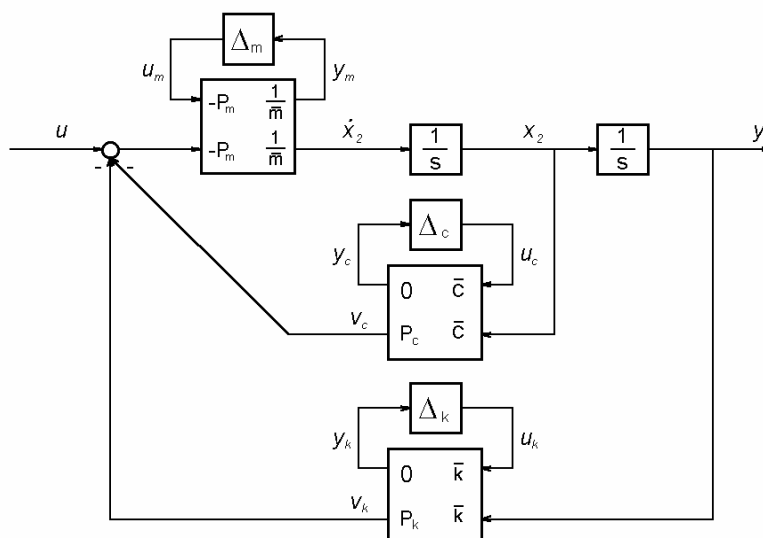 Δm
um ym
-Pm 1/m̄
u ẋ2 1/s x2 1/s y
-Pm 1/m̄
- -
Δc
yc uc
0 c̄
vc Pc c̄
Δk
yk uk
0 k̄
vk Pk k̄